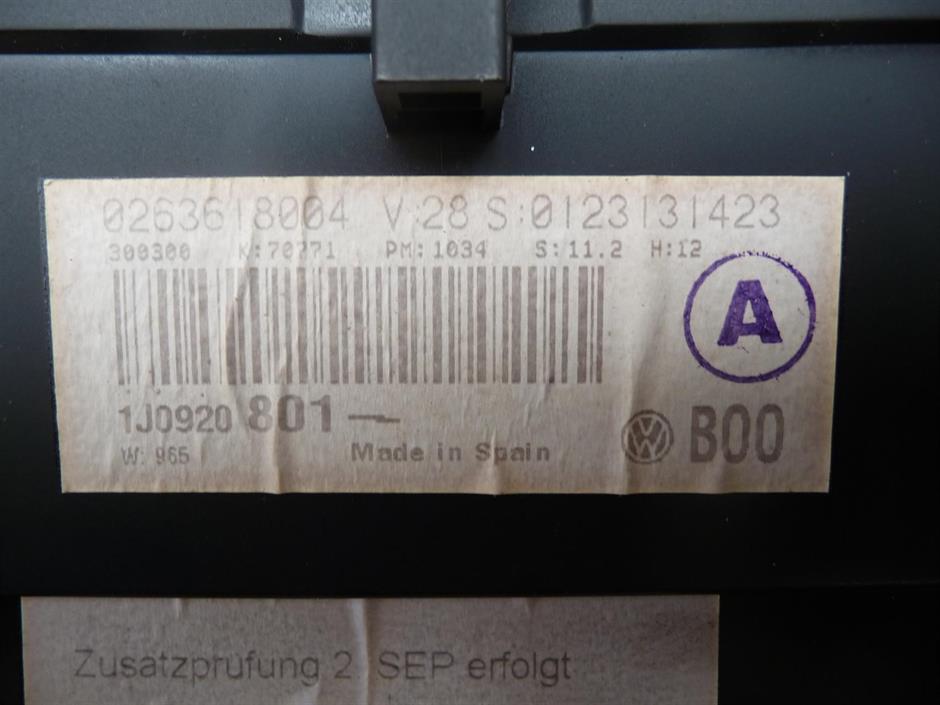 0263618004 V:28 S:0123131423
300300 K:70771 PM:1034 S:11.2 H:12
A
1J0920 801 —
W: 965 Made in Spain VW B00
Zusatzprüfung 2 SEP erfolgt